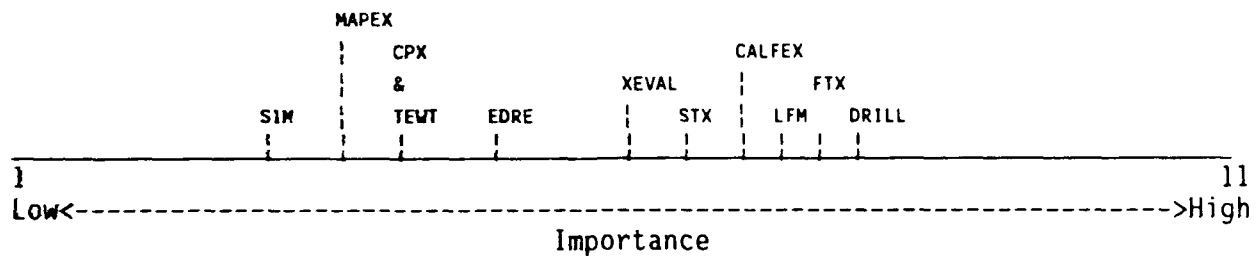 MAPEX
CPX CALFEX
& XEVAL FTX
SIM TEWT EDRE STX LFM DRILL
1 11
Low<------------------------------------------------------------------------>High
Importance